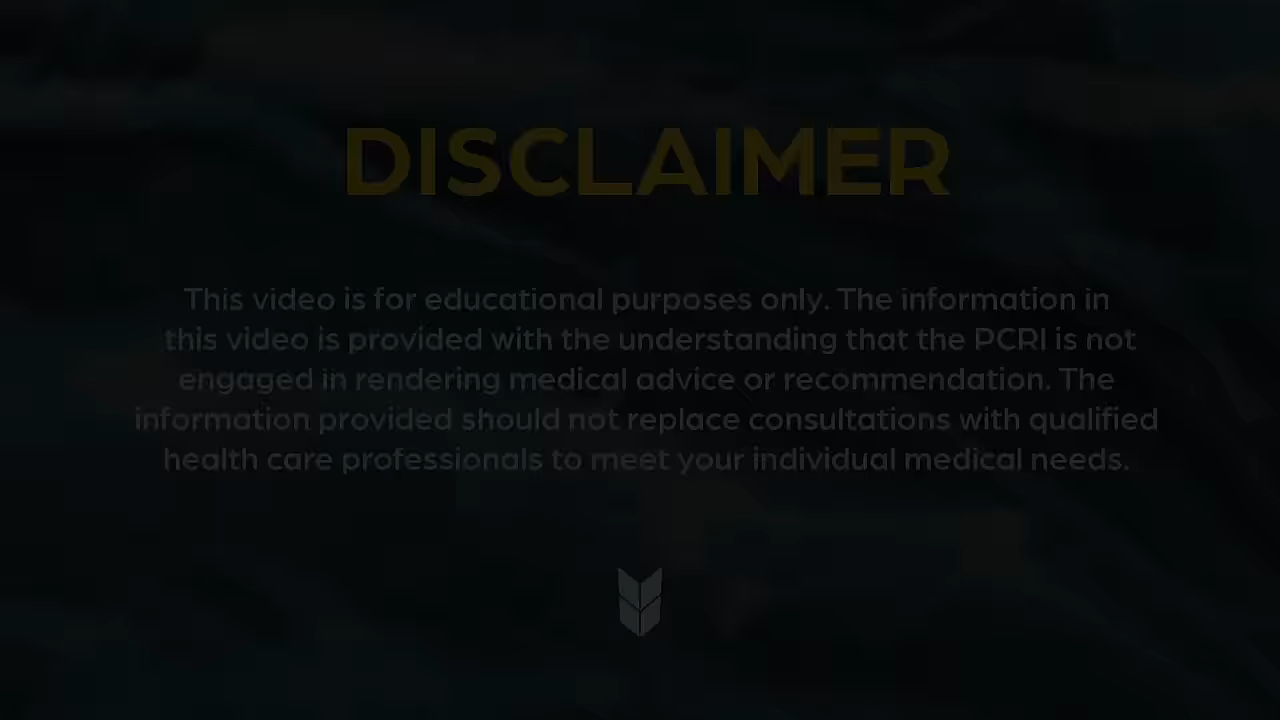 DISCLAIMER
This video is for educational purposes only. The information in
this video is provided with the understanding that the PCRI is not
engaged in rendering medical advice or recommendation. The
information provided should not replace consultations with qualified
health care professionals to meet your individual medical needs.